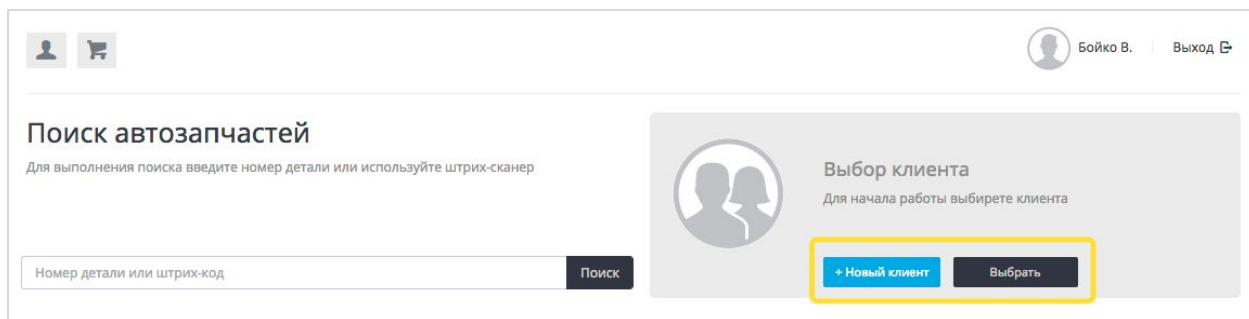 Бойко В.
Выход
Поиск автозапчастей
Для выполнения поиска введите номер детали или используйте штрих-сканер
Номер детали или штрих-код
Поиск
Выбор клиента
Для начала работы выбирете клиента
+ Новый клиент
Выбрать